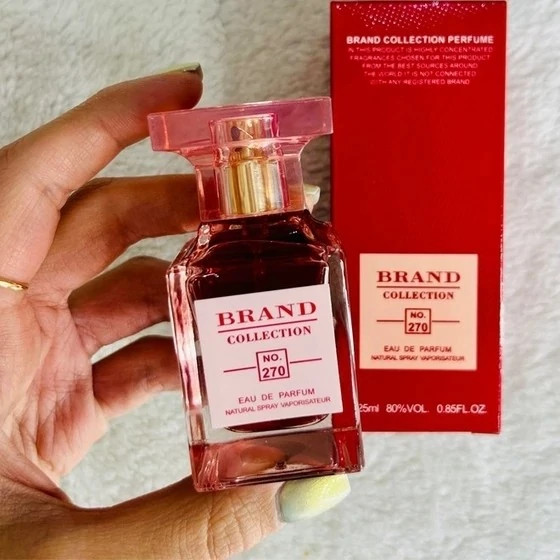 BRAND COLLECTION PERFUME
IN THIS PRODUCT IS HIGHLY CONCENTRATED
FRAGRANCES CHOSEN FOR THIS PRODUCT
FROM THE BEST SOURCES AROUND
THE WORLD IT IS NOT CONNECTED
WITH ANY REGISTERED BRAND
BRAND
COLLECTION
NO.
270
EAU DE PARFUM
NATURAL SPRAY VAPORISATEUR
25ml 80%VOL. 0.85FL.OZ.
BRAND
COLLECTION
NO.
270
EAU DE PARFUM
NATURAL SPRAY VAPORISATEUR